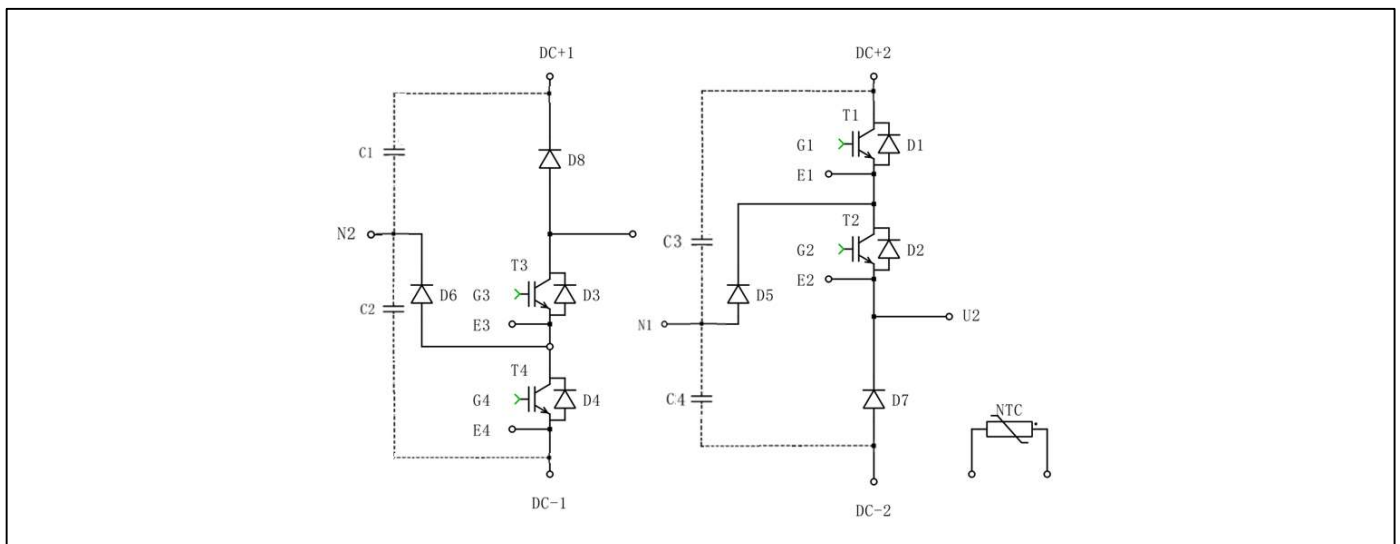 DC+1
DC+2
T1
G1
D1
C1
D8
E1
T2
N2
C3
G2
D2
T3
E2
D6
G3
D3
D5
C2
E3
N1
U2
T4
G4
D4
C4
D7
NTC
E4
DC-1
DC-2